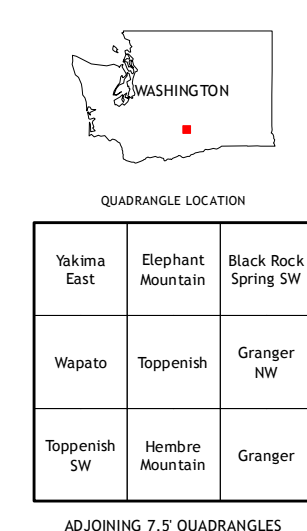 WASHINGTON
QUADRANGLE LOCATION
Yakima East
Elephant Mountain
Black Rock Spring SW
Wapato
Toppenish
Granger NW
Toppenish SW
Hembre Mountain
Granger
ADJOINING 7.5' QUADRANGLES